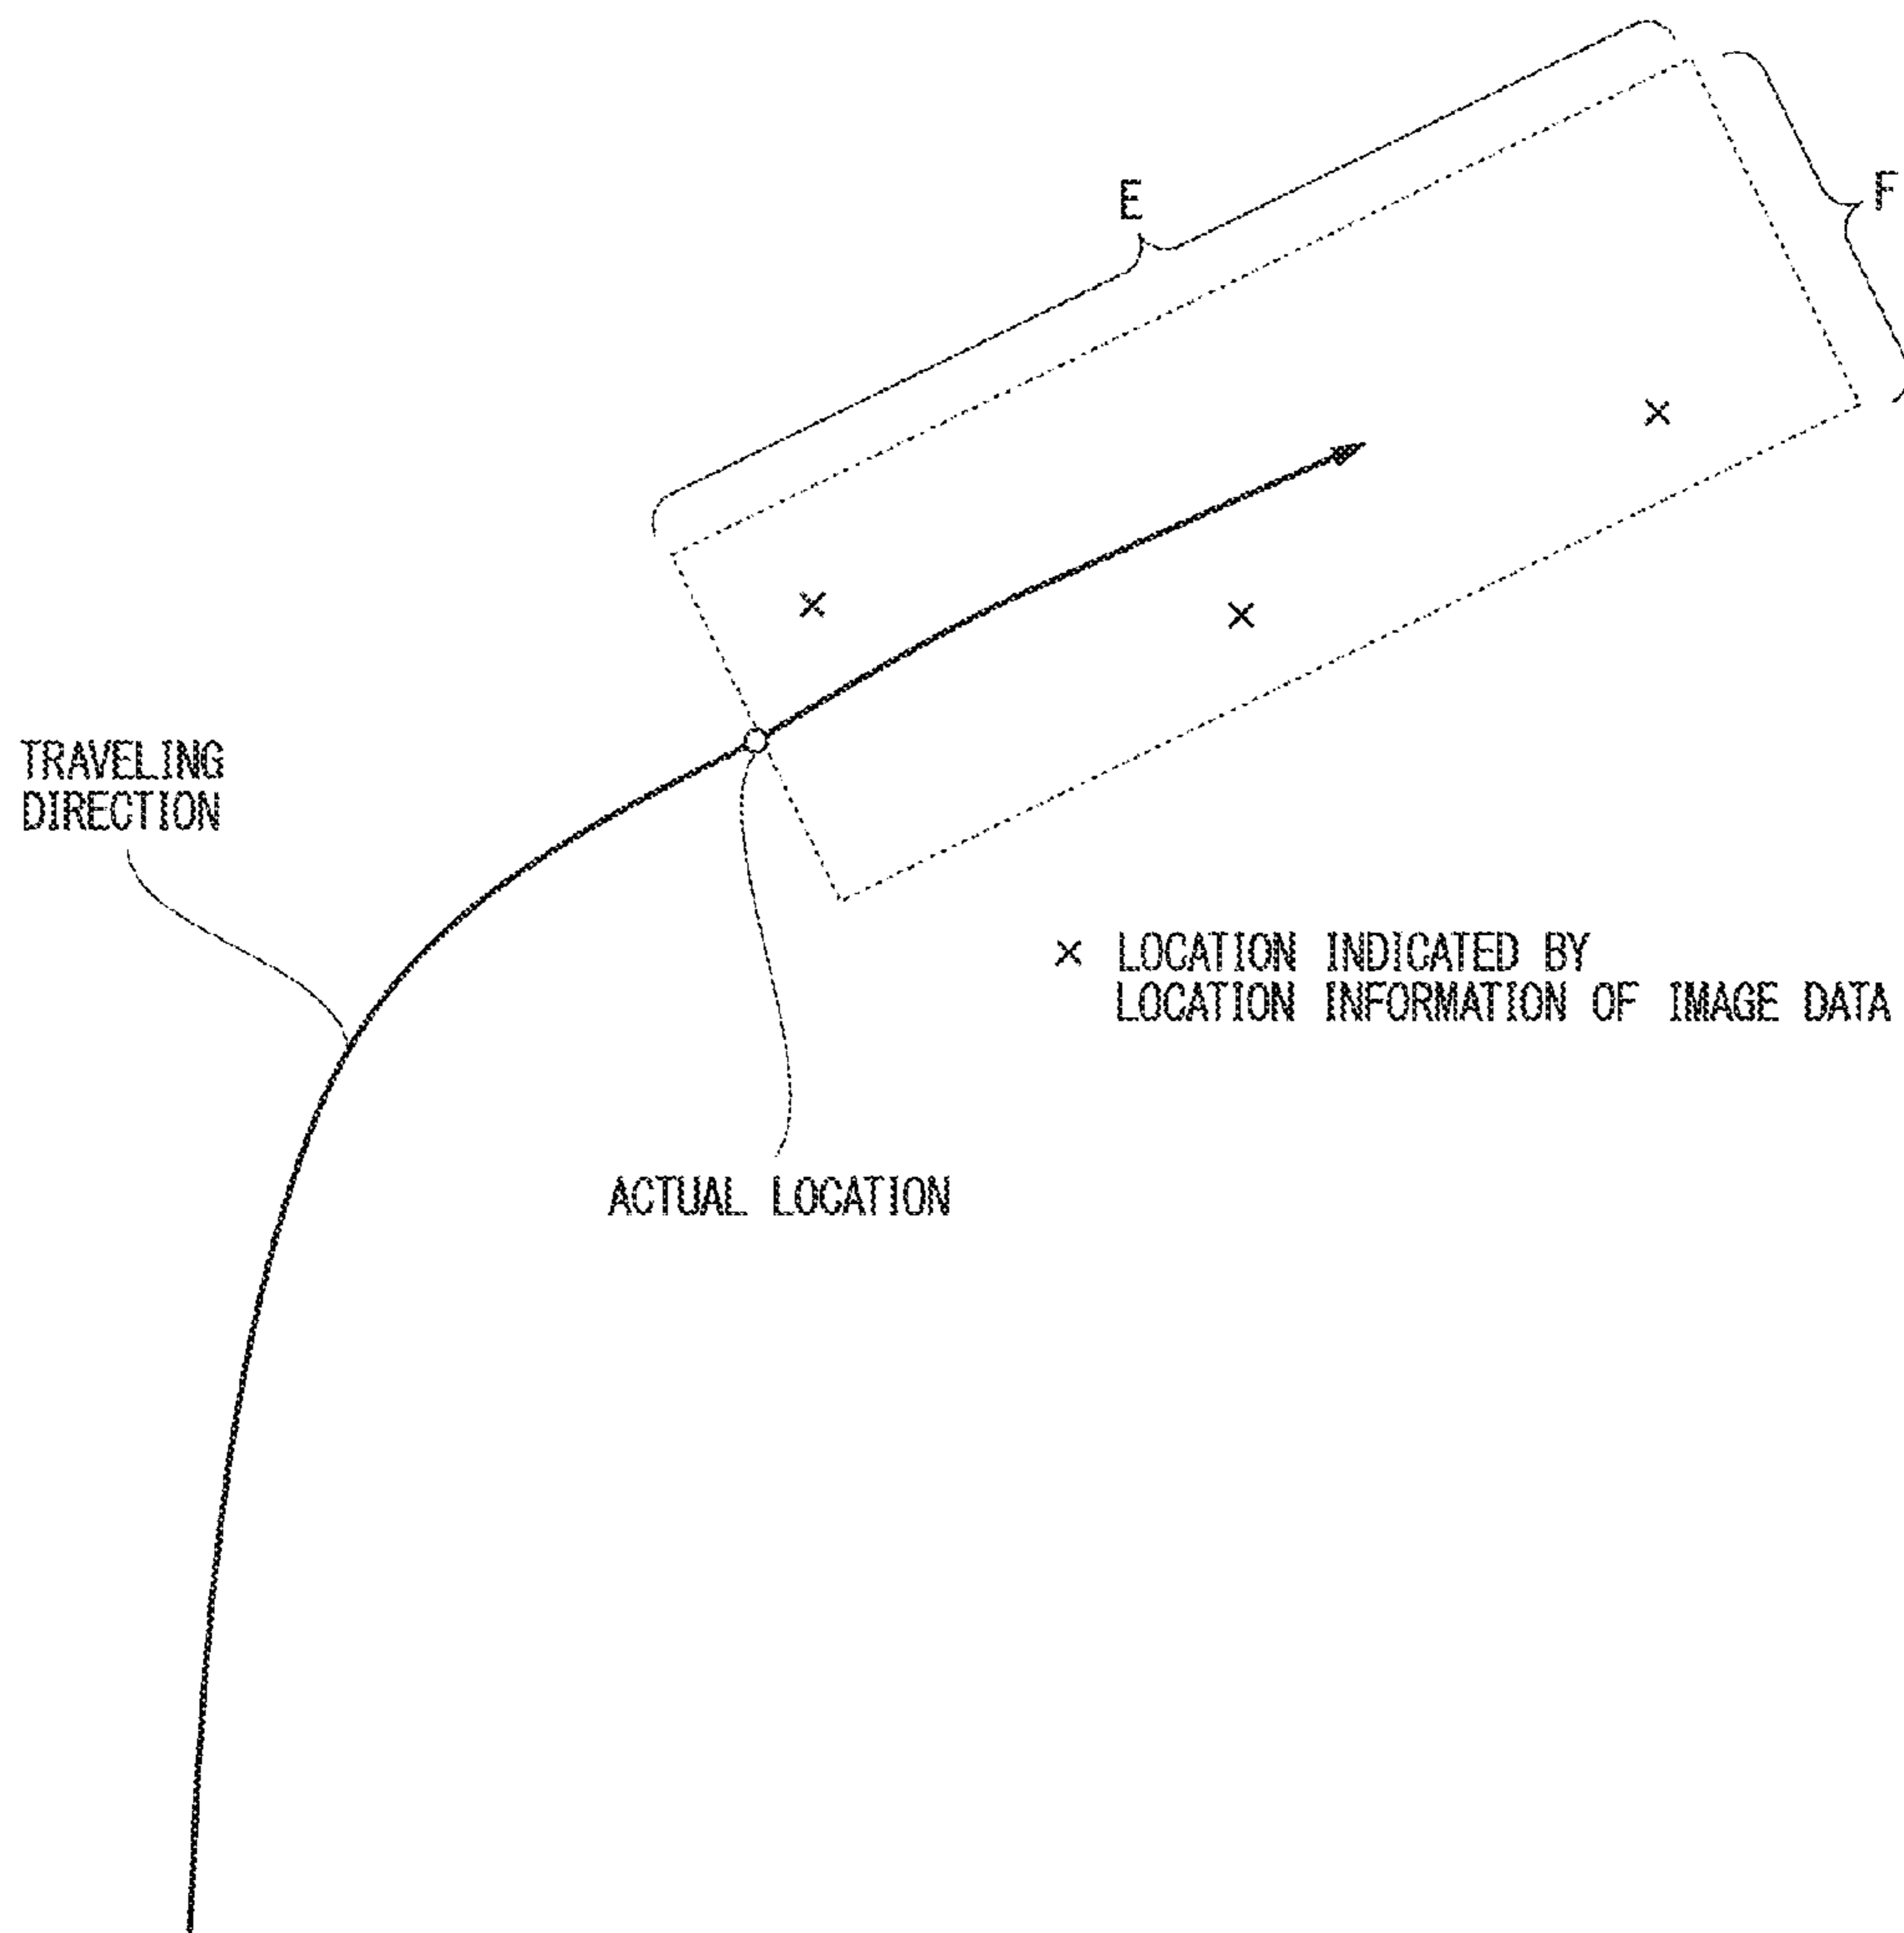 E
F
TRAVELING
DIRECTION
× LOCATION INDICATED BY
LOCATION INFORMATION OF IMAGE DATA
ACTUAL LOCATION